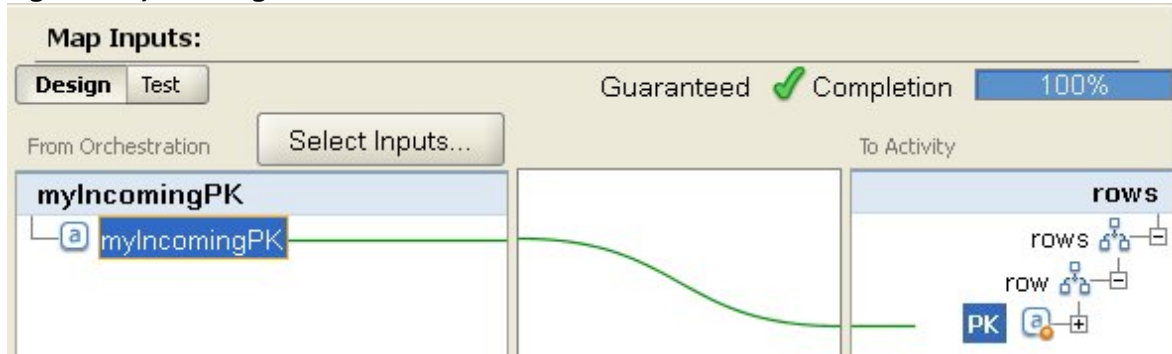 Map Inputs:
Design Test Guaranteed Completion 100%
From Orchestration Select Inputs... To Activity
myIncomingPK rows
a myIncomingPK rows
row
PK a